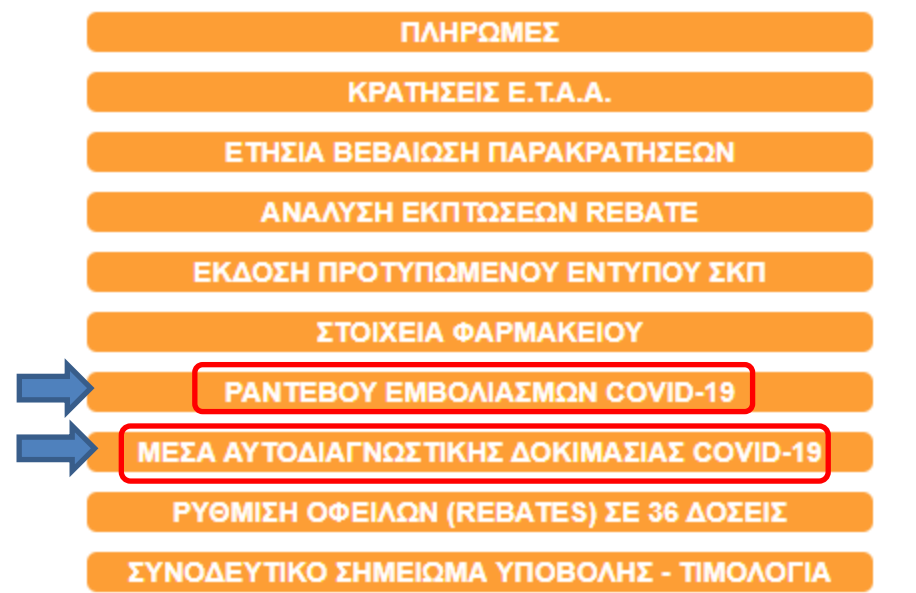 ΠΛΗΡΩΜΕΣ
ΚΡΑΤΗΣΕΙΣ Ε.Τ.Α.Α.
ΕΤΗΣΙΑ ΒΕΒΑΙΩΣΗ ΠΑΡΑΚΡΑΤΗΣΕΩΝ
ΑΝΑΛΥΣΗ ΕΚΠΤΩΣΕΩΝ REBATE
ΕΚΔΟΣΗ ΠΡΟΤΥΠΩΜΕΝΟΥ ΕΝΤΥΠΟΥ ΣΚΠ
ΣΤΟΙΧΕΙΑ ΦΑΡΜΑΚΕΙΟΥ
ΡΑΝΤΕΒΟΥ ΕΜΒΟΛΙΑΣΜΩΝ COVID-19
ΜΕΣΑ ΑΥΤΟΔΙΑΓΝΩΣΤΙΚΗΣ ΔΟΚΙΜΑΣΙΑΣ COVID-19
ΡΥΘΜΙΣΗ ΟΦΕΙΛΩΝ (REBATES) ΣΕ 36 ΔΟΣΕΙΣ
ΣΥΝΟΔΕΥΤΙΚΟ ΣΗΜΕΙΩΜΑ ΥΠΟΒΟΛΗΣ - ΤΙΜΟΛΟΓΙΑ